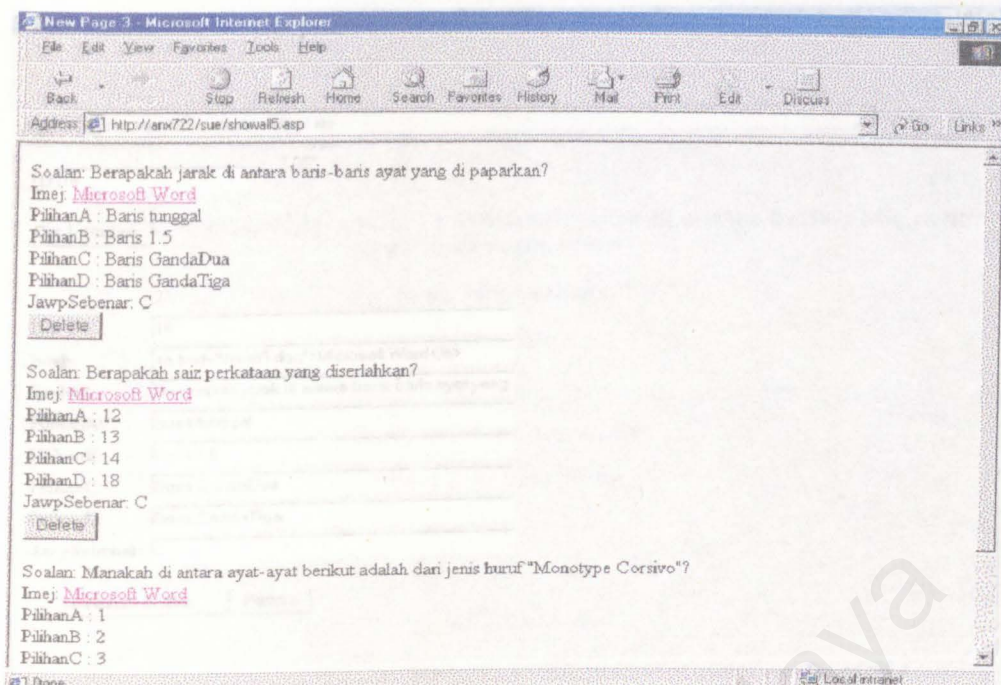 New Page 3 - Microsoft Internet Explorer
File Edit View Favorites Tools Help
Back Stop Refresh Home Search Favorites History Mail Print Edit Discuss
Address http://anx722/sue/showall5.asp Go Links »
Soalan: Berapakah jarak di antara baris-baris ayat yang di paparkan?
Imej: Microsoft Word
PilihanA : Baris tunggal
PilihanB : Baris 1.5
PilihanC : Baris GandaDua
PilihanD : Baris GandaTiga
JawpSebenar: C
Delete
Soalan: Berapakah saiz perkataan yang diserlahkan?
Imej: Microsoft Word
PilihanA : 12
PilihanB : 13
PilihanC : 14
PilihanD : 18
JawpSebenar: C
Delete
Soalan: Manakah di antara ayat-ayat berikut adalah dari jenis huruf "Monotype Corsivo"?
Imej: Microsoft Word
PilihanA : 1
PilihanB : 2
PilihanC : 3
Done Local intranet
aya